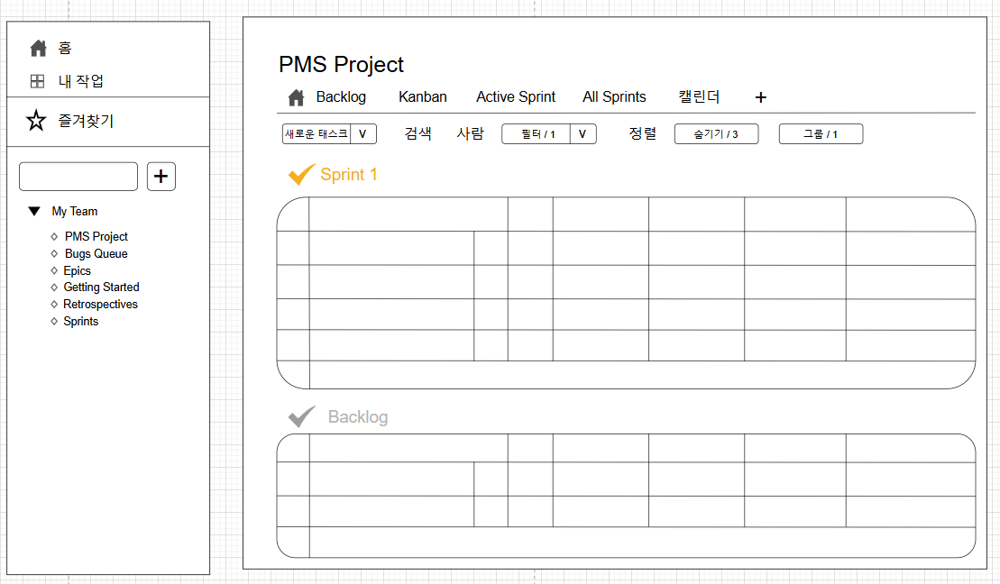 홈
내 작업
즐겨찾기
+
My Team
PMS Project
Bugs Queue
Epics
Getting Started
Retrospectives
Sprints
PMS Project
Backlog Kanban Active Sprint All Sprints 캘린더 +
새로운 태스크 V 검색 사람 필터 / 1 V 정렬 숨기기 / 3 그룹 / 1
Sprint 1
Backlog